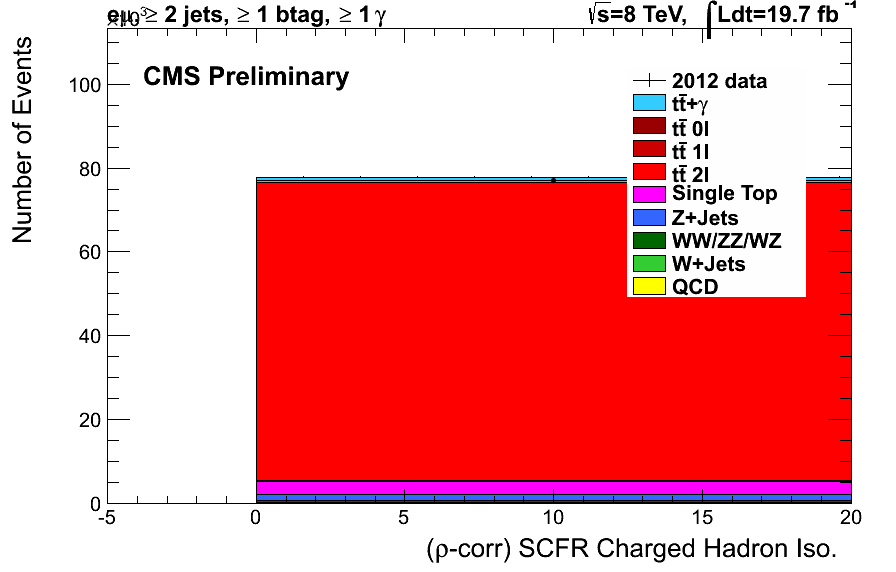 eμ, ≥ 2 jets, ≥ 1 btag, ≥ 1 γ
×10³
√s=8 TeV, ∫Ldt=19.7 fb⁻¹
CMS Preliminary
Number of Events
100
80
60
40
20
0
2012 data
tt̄+γ
tt̄ 0l
tt̄ 1l
tt̄ 2l
Single Top
Z+Jets
WW/ZZ/WZ
W+Jets
QCD
-5 0 5 10 15 20
(ρ-corr) SCFR Charged Hadron Iso.